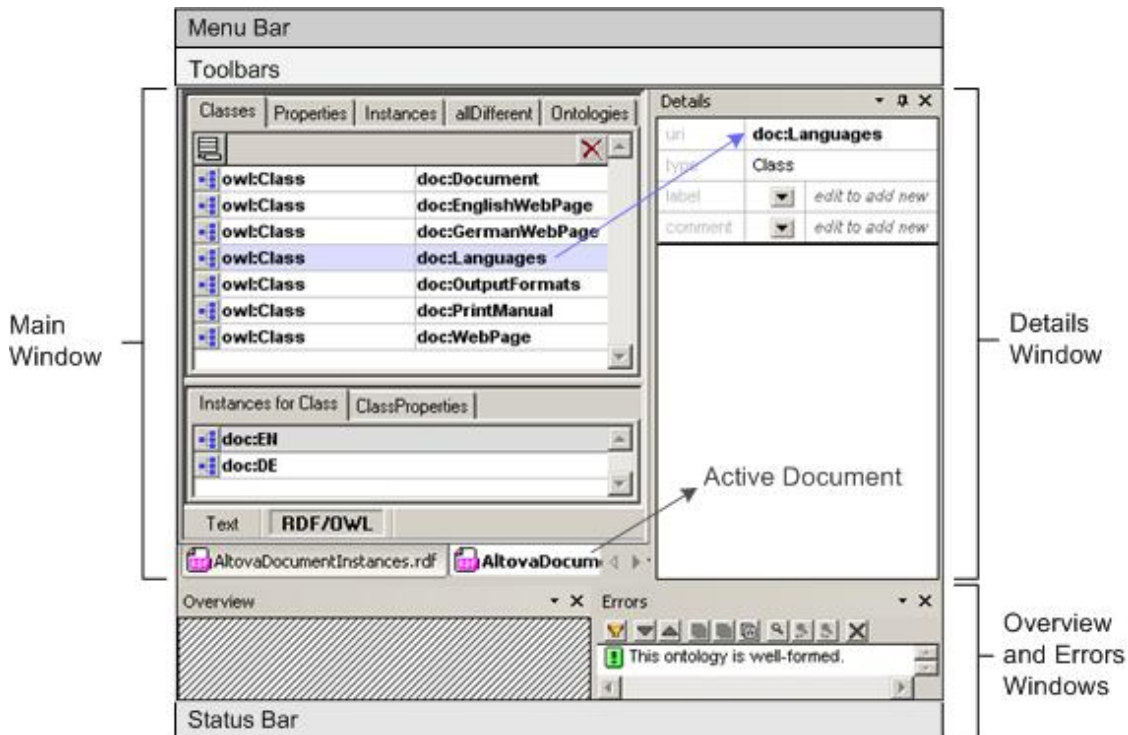 Menu Bar
Toolbars
Classes Properties Instances allDifferent Ontologies
owl:Class doc:Document
owl:Class doc:EnglishWebPage
owl:Class doc:GermanWebPage
owl:Class doc:Languages
owl:Class doc:OutputFormats
owl:Class doc:PrintManual
owl:Class doc:WebPage
Instances for Class ClassProperties
doc:EN
doc:DE
Text RDF/OWL
AltovaDocumentInstances.rdf AltovaDocum
Details
uri doc:Languages
type Class
label edit to add new
comment edit to add new
Active Document
Main
Window
Details
Window
Overview
Errors
This ontology is well-formed.
Overview
and Errors
Windows
Status Bar